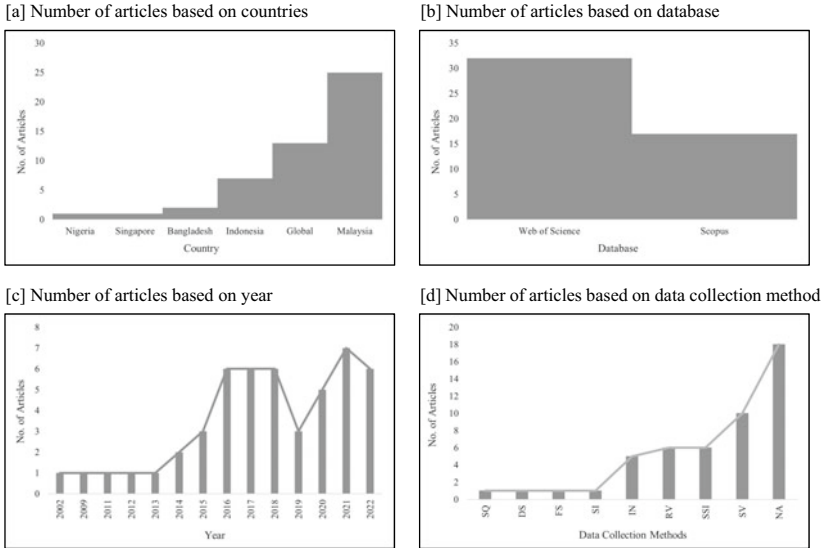 [a] Number of articles based on countries
30
25
20
15
10
5
0
No. of Articles
Nigeria Singapore Bangladesh Indonesia Global Malaysia
Country
[b] Number of articles based on database
35
30
25
20
15
10
5
0
No. of Articles
Web of Science Scopus
Database
[c] Number of articles based on year
8
7
6
5
4
3
2
1
0
No. of Articles
2002 2009 2011 2012 2013 2014 2015 2016 2017 2018 2019 2020 2021 2022
Year
[d] Number of articles based on data collection method
20
18
16
14
12
10
8
6
4
2
0
No. of Articles
SQ DS FS SI IN RV SSI SV NA
Data Collection Methods